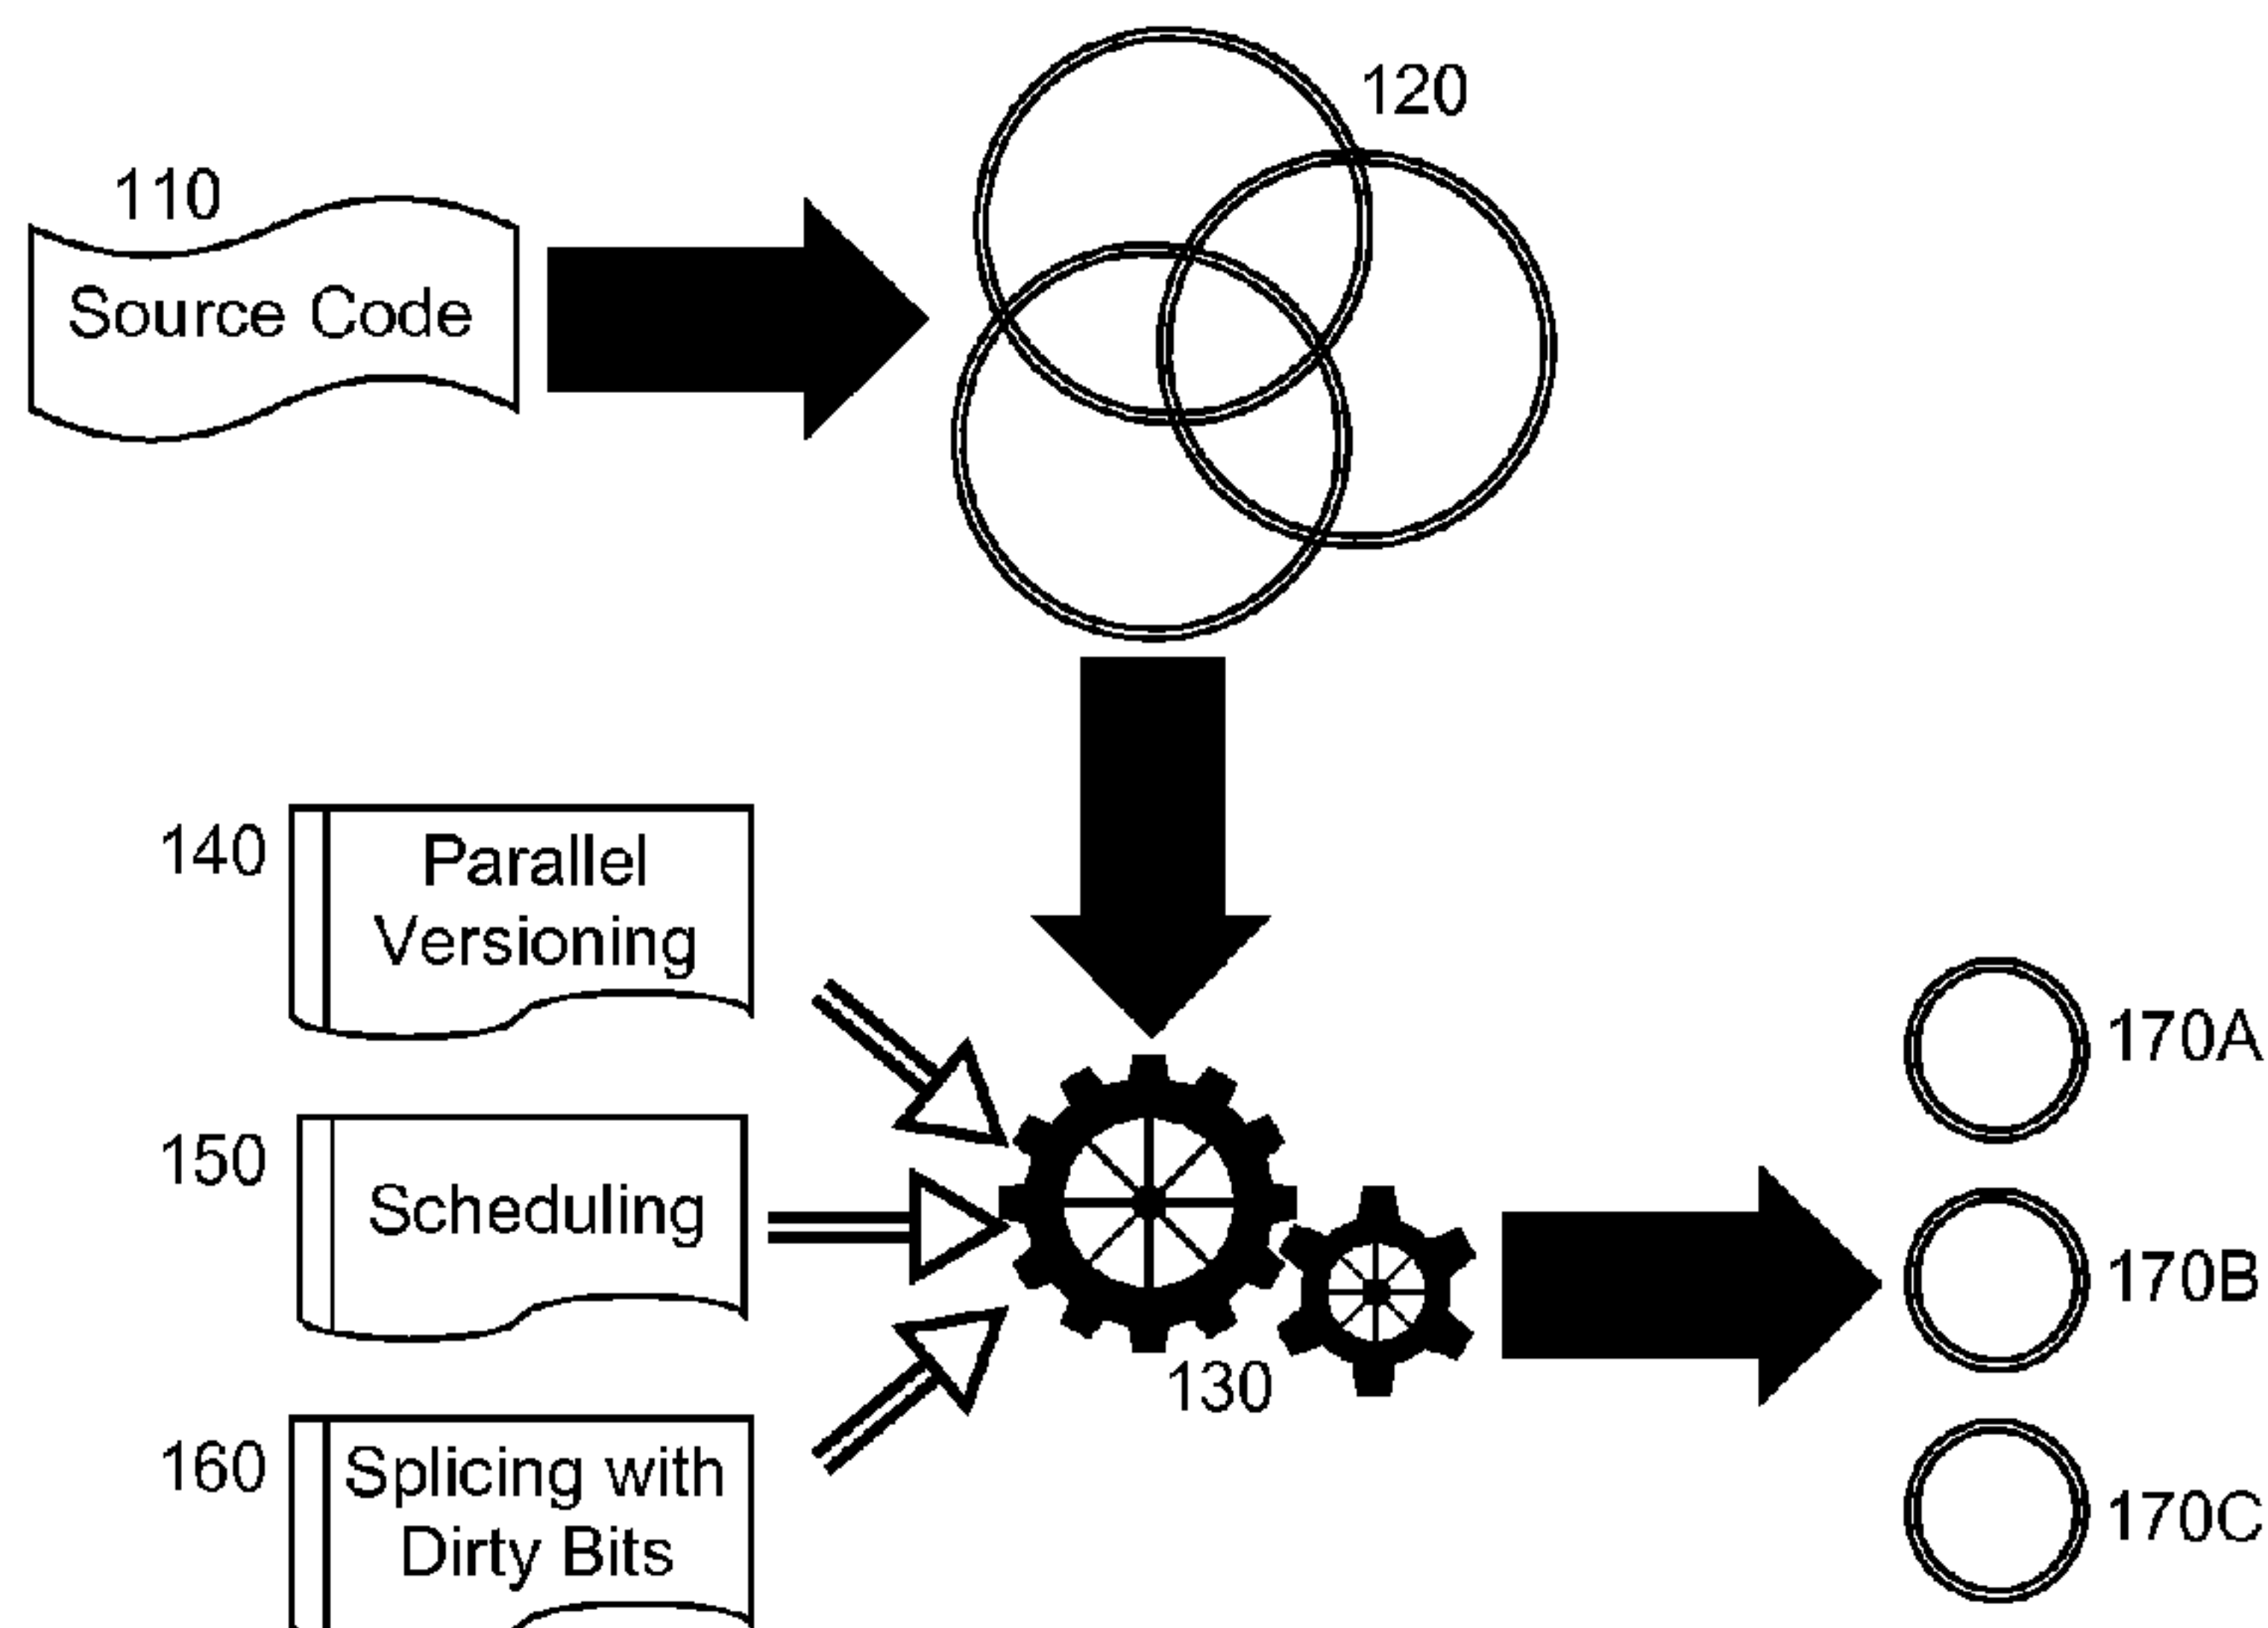 120
110
Source Code
140
Parallel
Versioning
170A
150
Scheduling
170B
130
160
Splicing with
Dirty Bits
170C